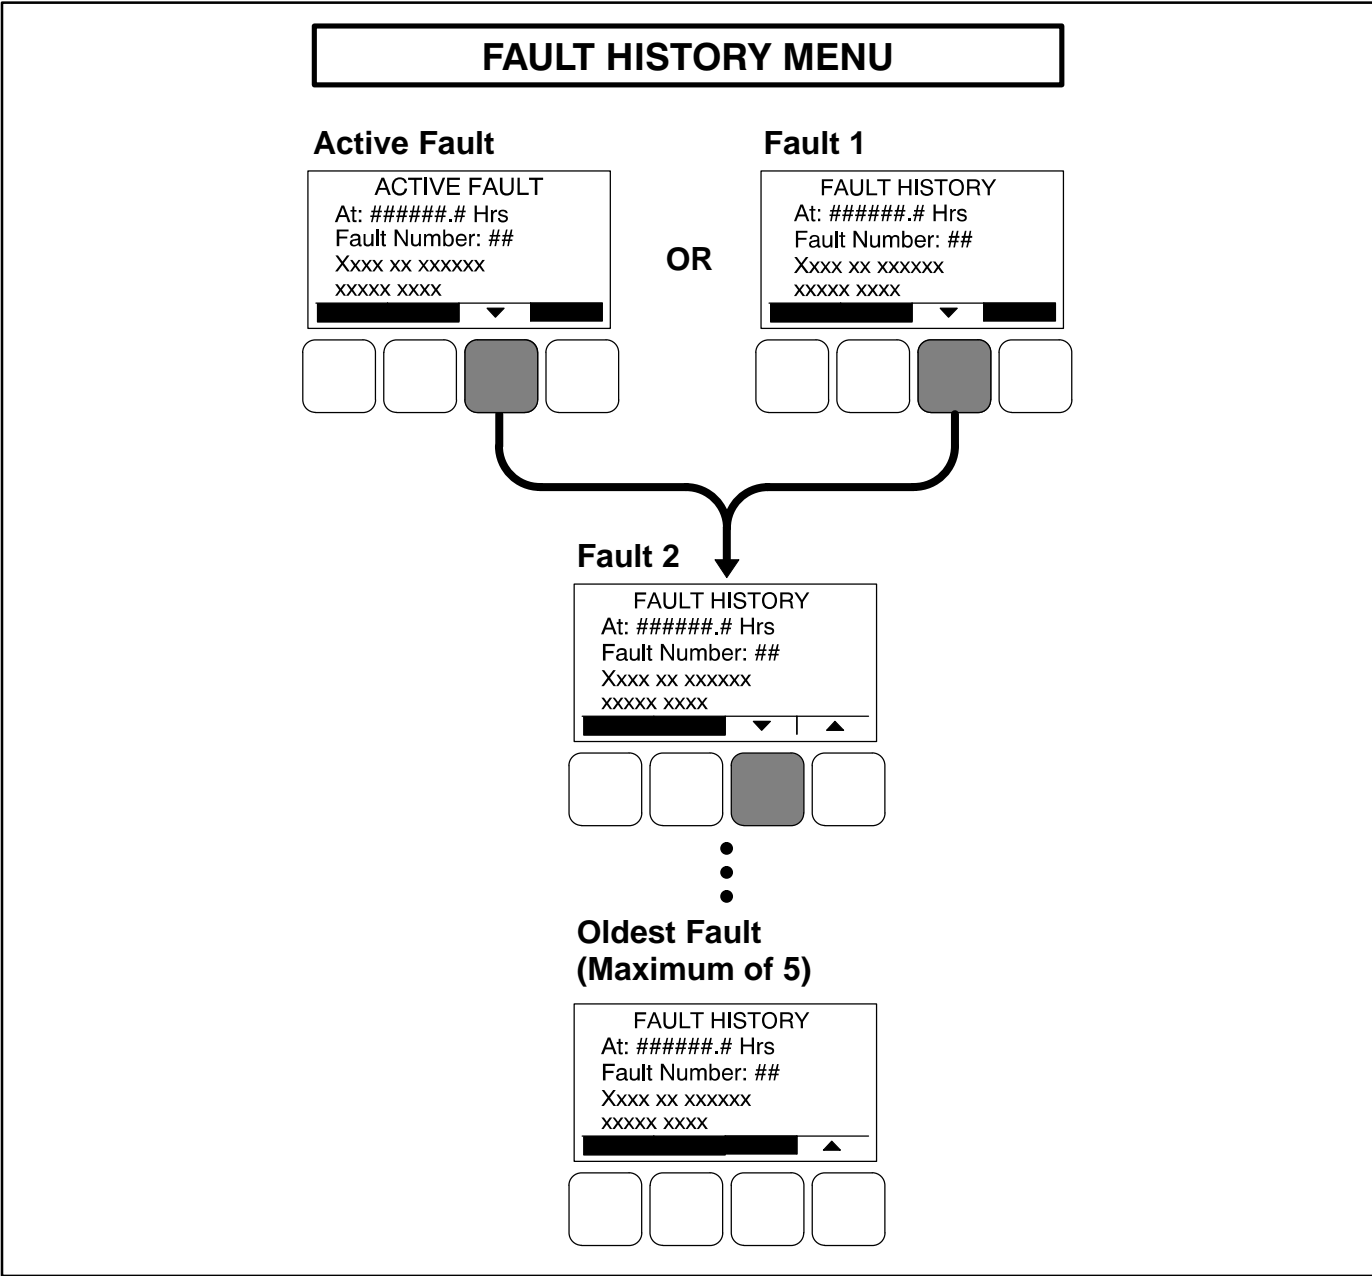 FAULT HISTORY MENU
Active Fault
ACTIVE FAULT
At: ######.# Hrs
Fault Number: ##
Xxxx xx xxxxxx
xxxxx xxxx
OR
Fault 1
FAULT HISTORY
At: ######.# Hrs
Fault Number: ##
Xxxx xx xxxxxx
xxxxx xxxx
Fault 2
FAULT HISTORY
At: ######.# Hrs
Fault Number: ##
Xxxx xx xxxxxx
xxxxx xxxx
Oldest Fault
(Maximum of 5)
FAULT HISTORY
At: ######.# Hrs
Fault Number: ##
Xxxx xx xxxxxx
xxxxx xxxx